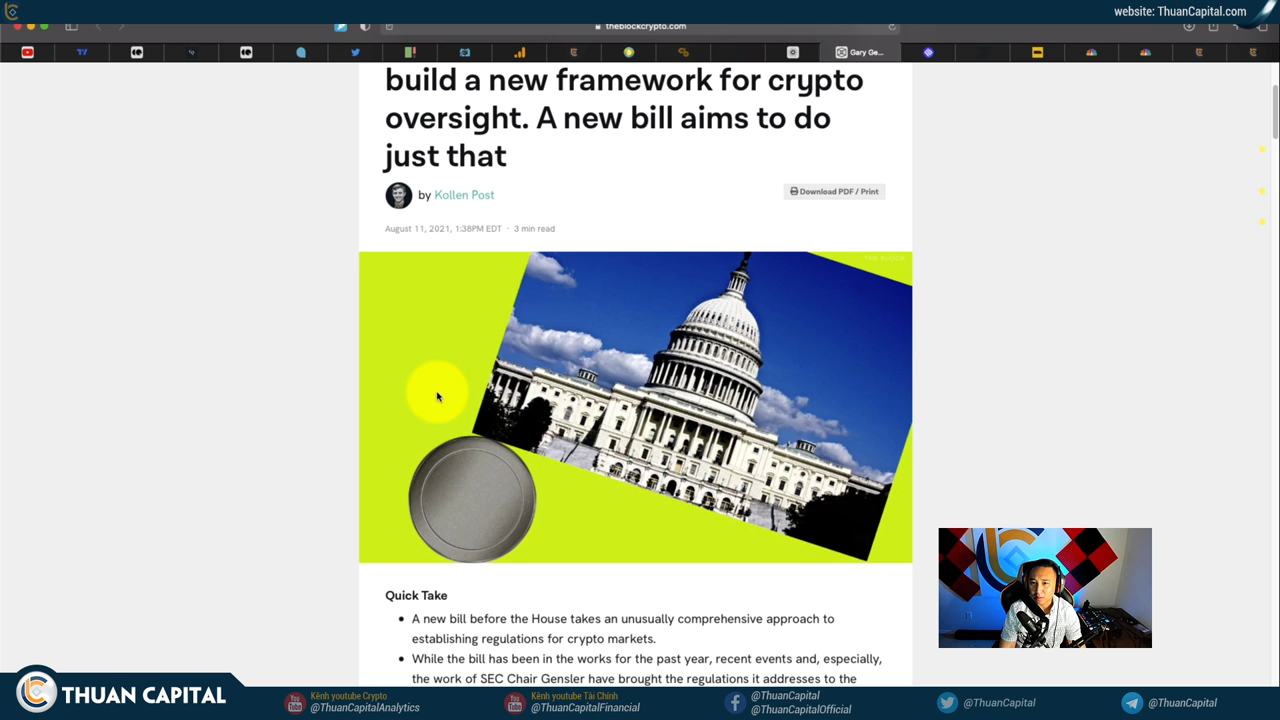 website: ThuanCapital.com
theblockcrypto.com
Gary Ge...
build a new framework for crypto
oversight. A new bill aims to do
just that
by Kollen Post
Download PDF / Print
August 11, 2021, 1:38PM EDT · 3 min read
THE BLOCK
Quick Take
• A new bill before the House takes an unusually comprehensive approach to
establishing regulations for crypto markets.
• While the bill has been in the works for the past year, recent events and, especially,
the work of SEC Chair Gensler have brought the regulations it addresses to the
THUAN CAPITAL
Kênh youtube Crypto
@ThuanCapitalAnalytics
Kênh youtube Tài Chính
@ThuanCapitalFinancial
@ThuanCapital
@ThuanCapitalOfficial
@ThuanCapital
@ThuanCapital